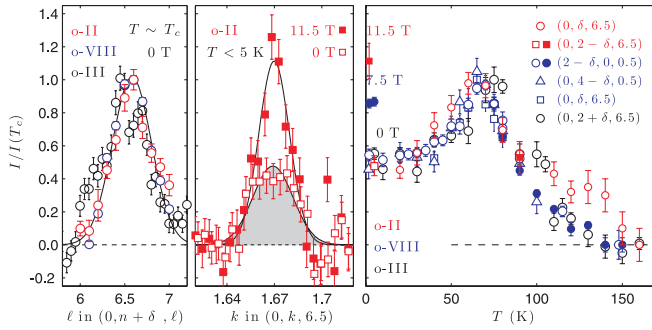 I/I(Tc)
1.4
1.2
1.0
0.8
0.6
0.4
0.2
0.0
-0.2
o-II
T ∼ Tc
o-VIII
0 T
o-III
6
6.5
7
ℓ in (0, n + δ , ℓ)
o-II
11.5 T
T < 5 K
0 T
1.64
1.67
1.7
k in (0, k, 6.5)
11.5 T
7.5 T
0 T
o-II
o-VIII
o-III
(0, δ, 6.5)
(0, 2 − δ, 6.5)
(2 − δ, 0, 0.5)
(0, 4 − δ, 0.5)
(0, δ, 6.5)
(0, 2 + δ, 6.5)
0
50
100
150
T (K)